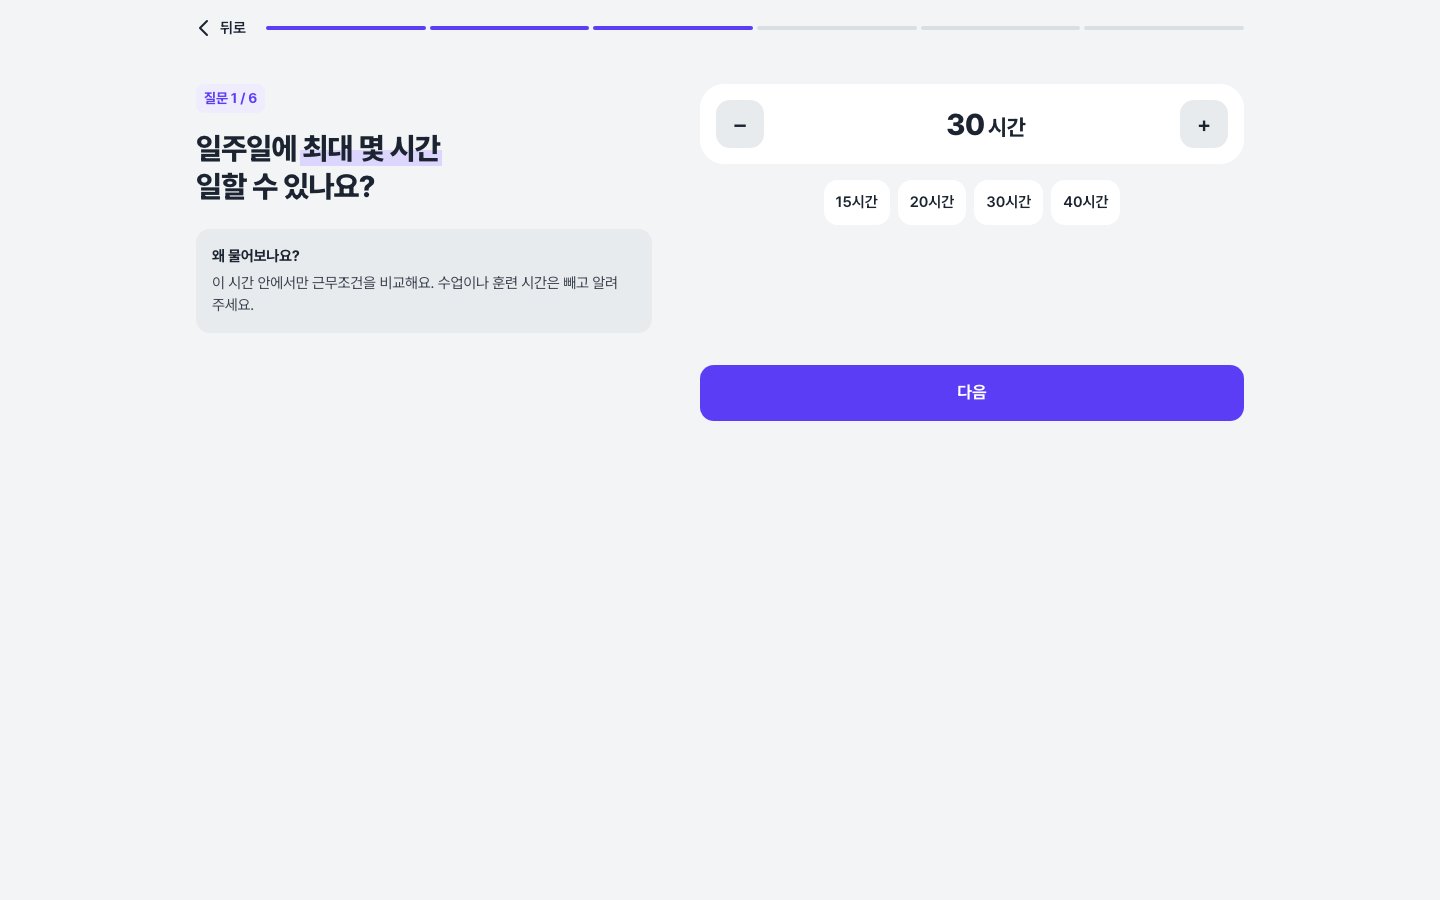 뒤로
질문 1 / 6
일주일에 최대 몇 시간
일할 수 있나요?
왜 물어보나요?
이 시간 안에서만 근무조건을 비교해요. 수업이나 훈련 시간은 빼고 알려
주세요.
− 30 시간 +
15시간 20시간 30시간 40시간
다음